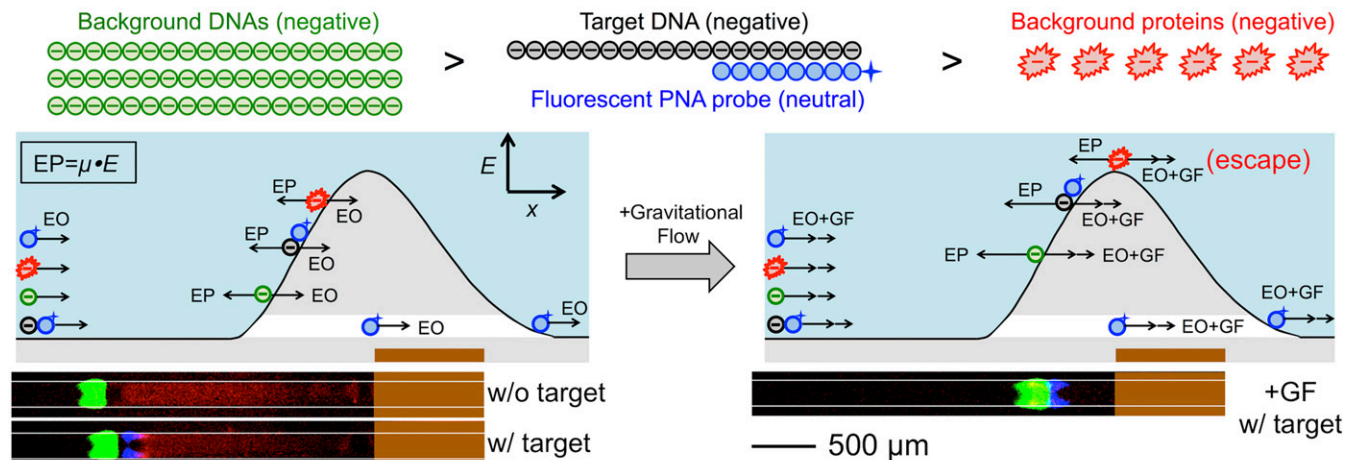 Background DNAs (negative)
>
Target DNA (negative)
>
Background proteins (negative)
Fluorescent PNA probe (neutral)
EP=μ•E
E
x
EP
EO
EP
EO
EP
EO
EO
EO
EO
+Gravitational
Flow
EP
(escape)
EO+GF
EP
EO+GF
EO+GF
EP
EO+GF
EO+GF
EO+GF
w/o target
w/ target
+GF
w/ target
500 μm